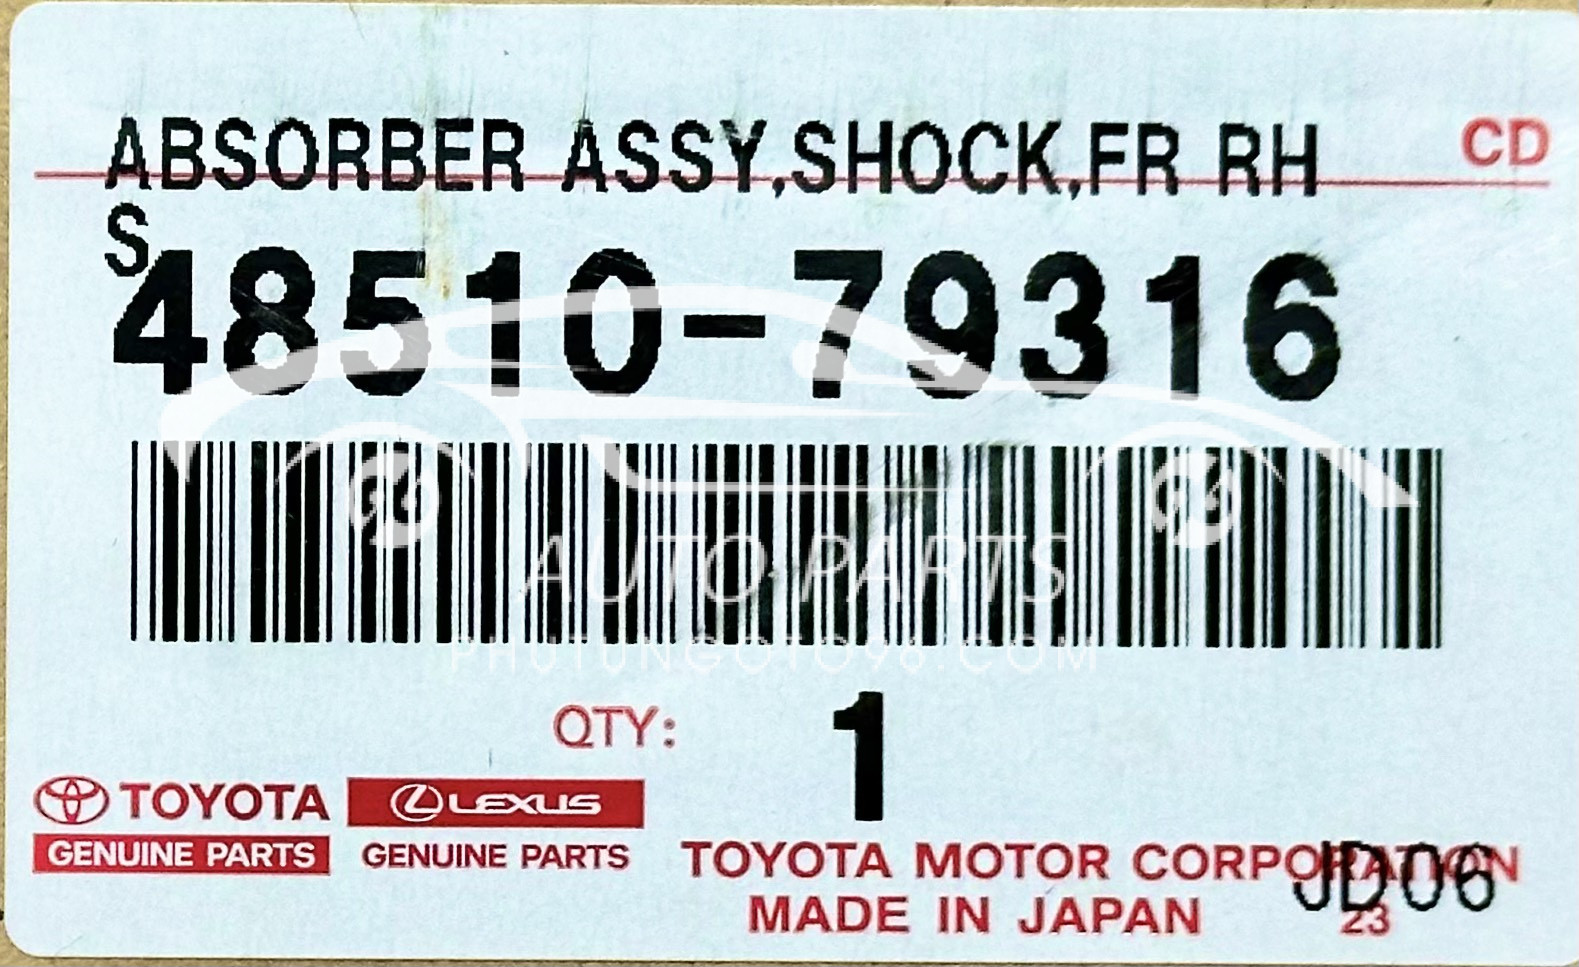 ABSORBER ASSY,SHOCK,FR RH
CD
S
48510-79316
AUTO PARTS
PHUTUNGOTO96.COM
QTY: 1
TOYOTA
LEXUS
GENUINE PARTS
GENUINE PARTS
TOYOTA MOTOR CORPORATION
JD06
MADE IN JAPAN
23